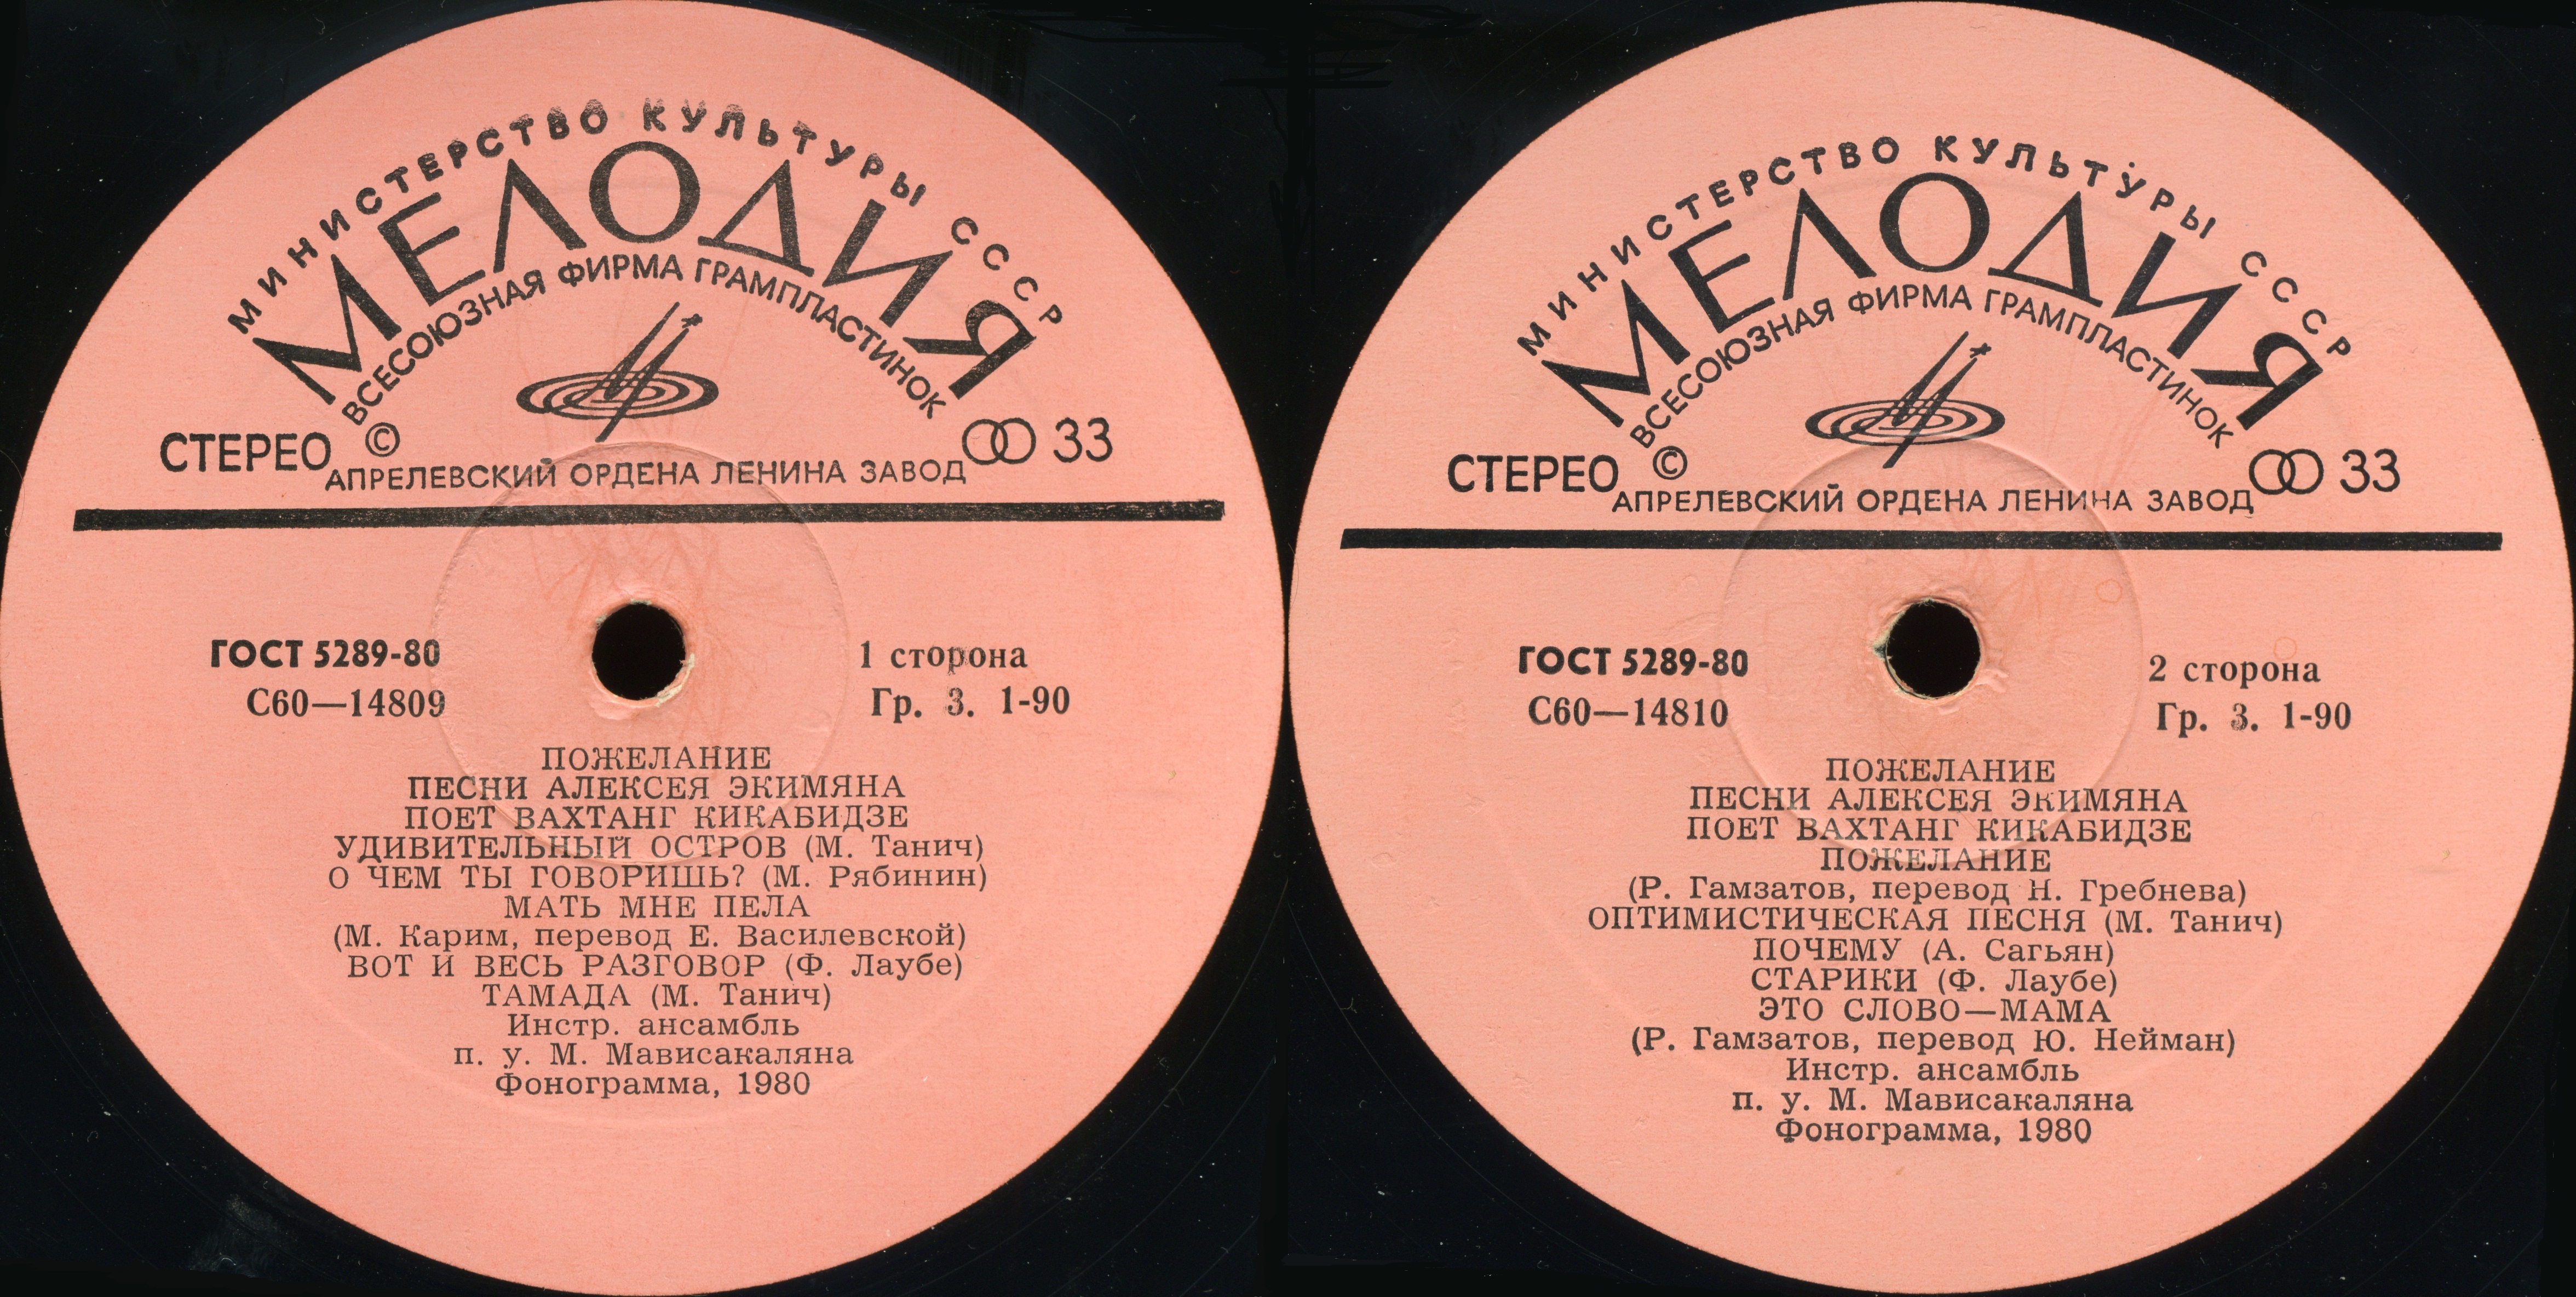 МИНИСТЕРСТВО КУЛЬТУРЫ СССР
МЕЛОДИЯ
ВСЕСОЮЗНАЯ ФИРМА ГРАМПЛАСТИНОК
СТЕРЕО © 33
АПРЕЛЕВСКИЙ ОРДЕНА ЛЕНИНА ЗАВОД
ГОСТ 5289-80
С60—14809
1 сторона
Гр. 3. 1-90
ПОЖЕЛАНИЕ
ПЕСНИ АЛЕКСЕЯ ЭКИМЯНА
ПОЕТ ВАХТАНГ КИКАБИДЗЕ
УДИВИТЕЛЬНЫЙ ОСТРОВ (М. Танич)
О ЧЕМ ТЫ ГОВОРИШЬ? (М. Рябинин)
МАТЬ МНЕ ПЕЛА
(М. Карим, перевод Е. Василевской)
ВОТ И ВЕСЬ РАЗГОВОР (Ф. Лаубе)
ТАМАДА (М. Танич)
Инстр. ансамбль
п. у. М. Мависакаляна
Фонограмма, 1980
МИНИСТЕРСТВО КУЛЬТУРЫ СССР
МЕЛОДИЯ
ВСЕСОЮЗНАЯ ФИРМА ГРАМПЛАСТИНОК
СТЕРЕО © 33
АПРЕЛЕВСКИЙ ОРДЕНА ЛЕНИНА ЗАВОД
ГОСТ 5289-80
С60—14810
2 сторона
Гр. 3. 1-90
ПОЖЕЛАНИЕ
ПЕСНИ АЛЕКСЕЯ ЭКИМЯНА
ПОЕТ ВАХТАНГ КИКАБИДЗЕ
ПОЖЕЛАНИЕ
(Р. Гамзатов, перевод Н. Гребнева)
ОПТИМИСТИЧЕСКАЯ ПЕСНЯ (М. Танич)
ПОЧЕМУ (А. Сагьян)
СТАРИКИ (Ф. Лаубе)
ЭТО СЛОВО—МАМА
(Р. Гамзатов, перевод Ю. Нейман)
Инстр. ансамбль
п. у. М. Мависакаляна
Фонограмма, 1980